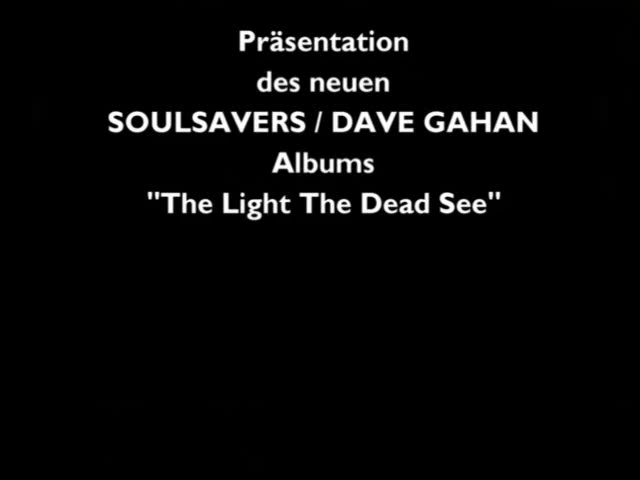 Präsentation
des neuen
SOULSAVERS / DAVE GAHAN
Albums
"The Light The Dead See"